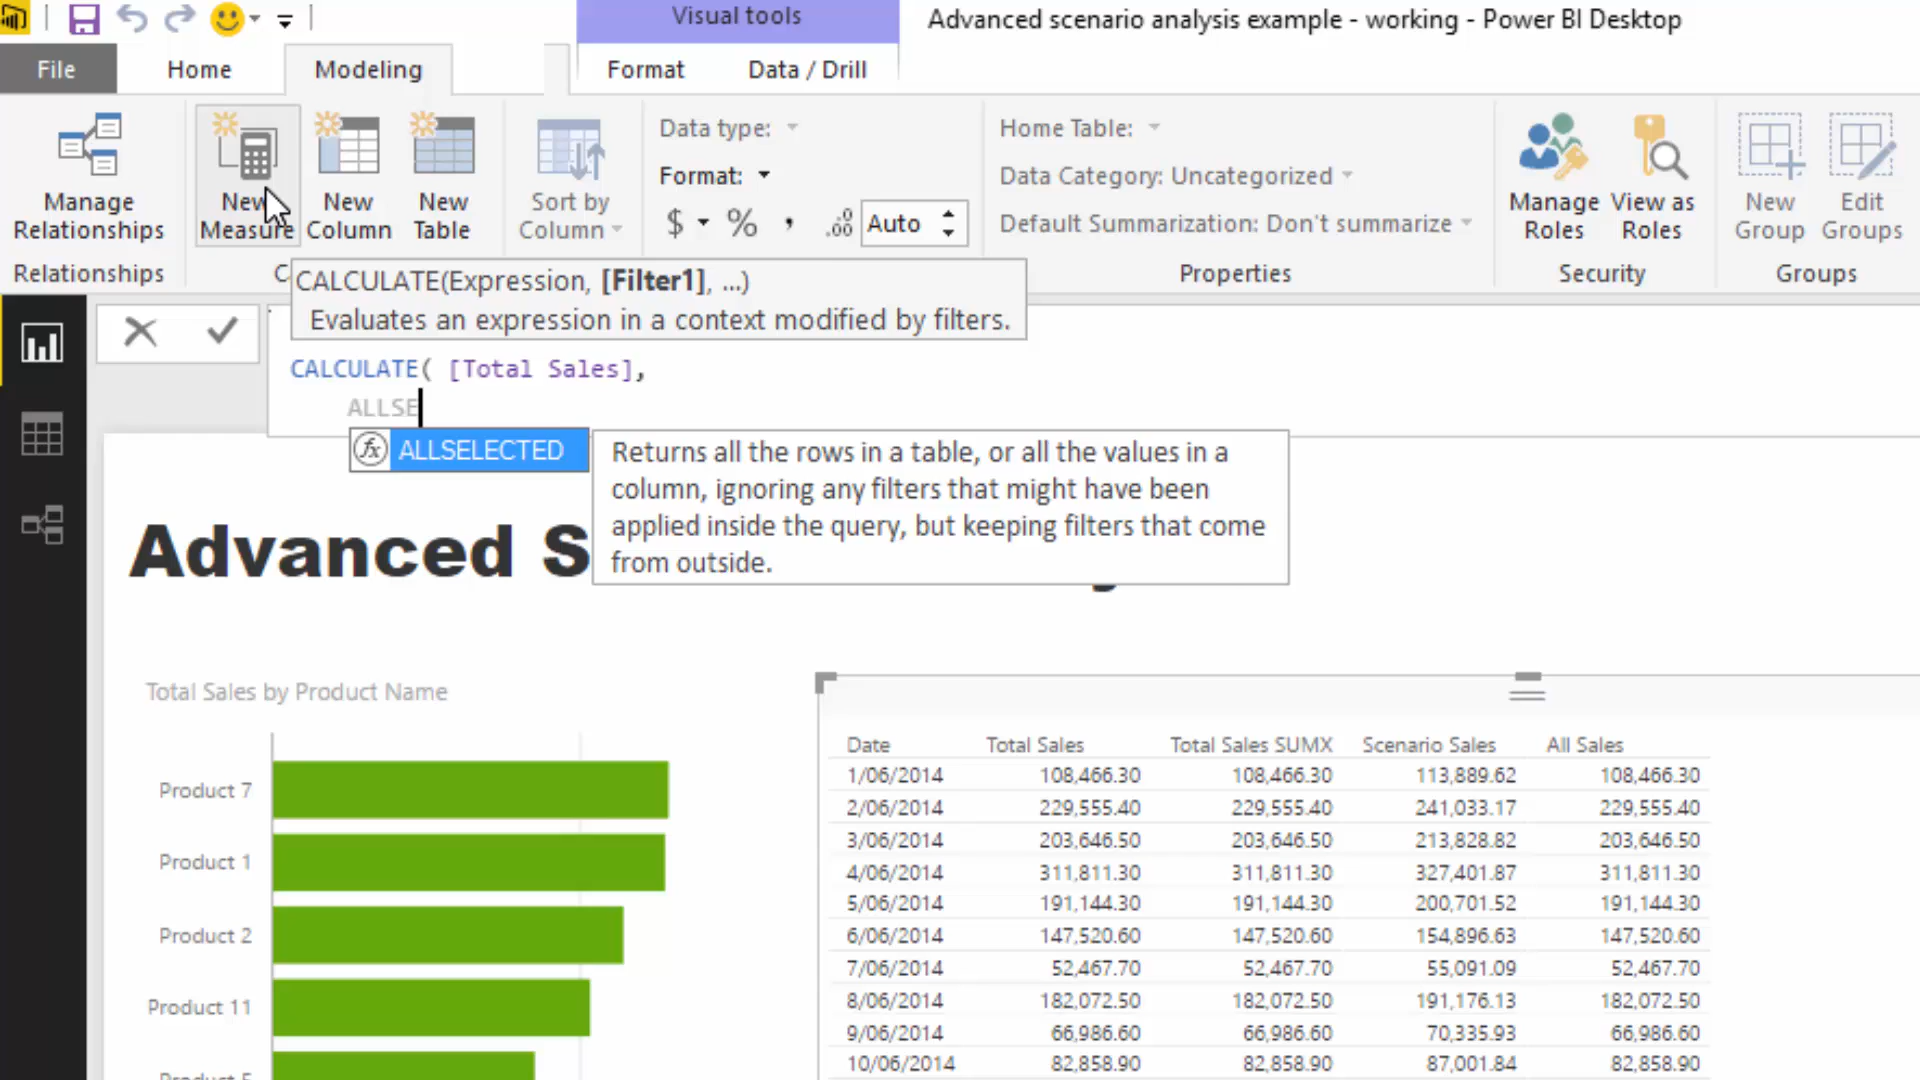 Visual tools
Advanced scenario analysis example - working - Power BI Desktop
File Home Modeling Format Data / Drill
Manage Relationships
New Measure
New Column
New Table
Sort by Column
Data type:
Format:
$ % , .00 Auto
Home Table:
Data Category: Uncategorized
Default Summarization: Don't summarize
Manage Roles
View as Roles
New Group
Edit Groups
Relationships
Properties
Security
Groups
CALCULATE(Expression, [Filter1], ...)
Evaluates an expression in a context modified by filters.
CALCULATE( [Total Sales],
ALLSE
fx ALLSELECTED
Returns all the rows in a table, or all the values in a
column, ignoring any filters that might have been
applied inside the query, but keeping filters that come
from outside.
Advanced S
Total Sales by Product Name
Product 7
Product 1
Product 2
Product 11
Product 5
Date Total Sales Total Sales SUMX Scenario Sales All Sales
1/06/2014 108,466.30 108,466.30 113,889.62 108,466.30
2/06/2014 229,555.40 229,555.40 241,033.17 229,555.40
3/06/2014 203,646.50 203,646.50 213,828.82 203,646.50
4/06/2014 311,811.30 311,811.30 327,401.87 311,811.30
5/06/2014 191,144.30 191,144.30 200,701.52 191,144.30
6/06/2014 147,520.60 147,520.60 154,896.63 147,520.60
7/06/2014 52,467.70 52,467.70 55,091.09 52,467.70
8/06/2014 182,072.50 182,072.50 191,176.13 182,072.50
9/06/2014 66,986.60 66,986.60 70,335.93 66,986.60
10/06/2014 82,858.90 82,858.90 87,001.84 82,858.90